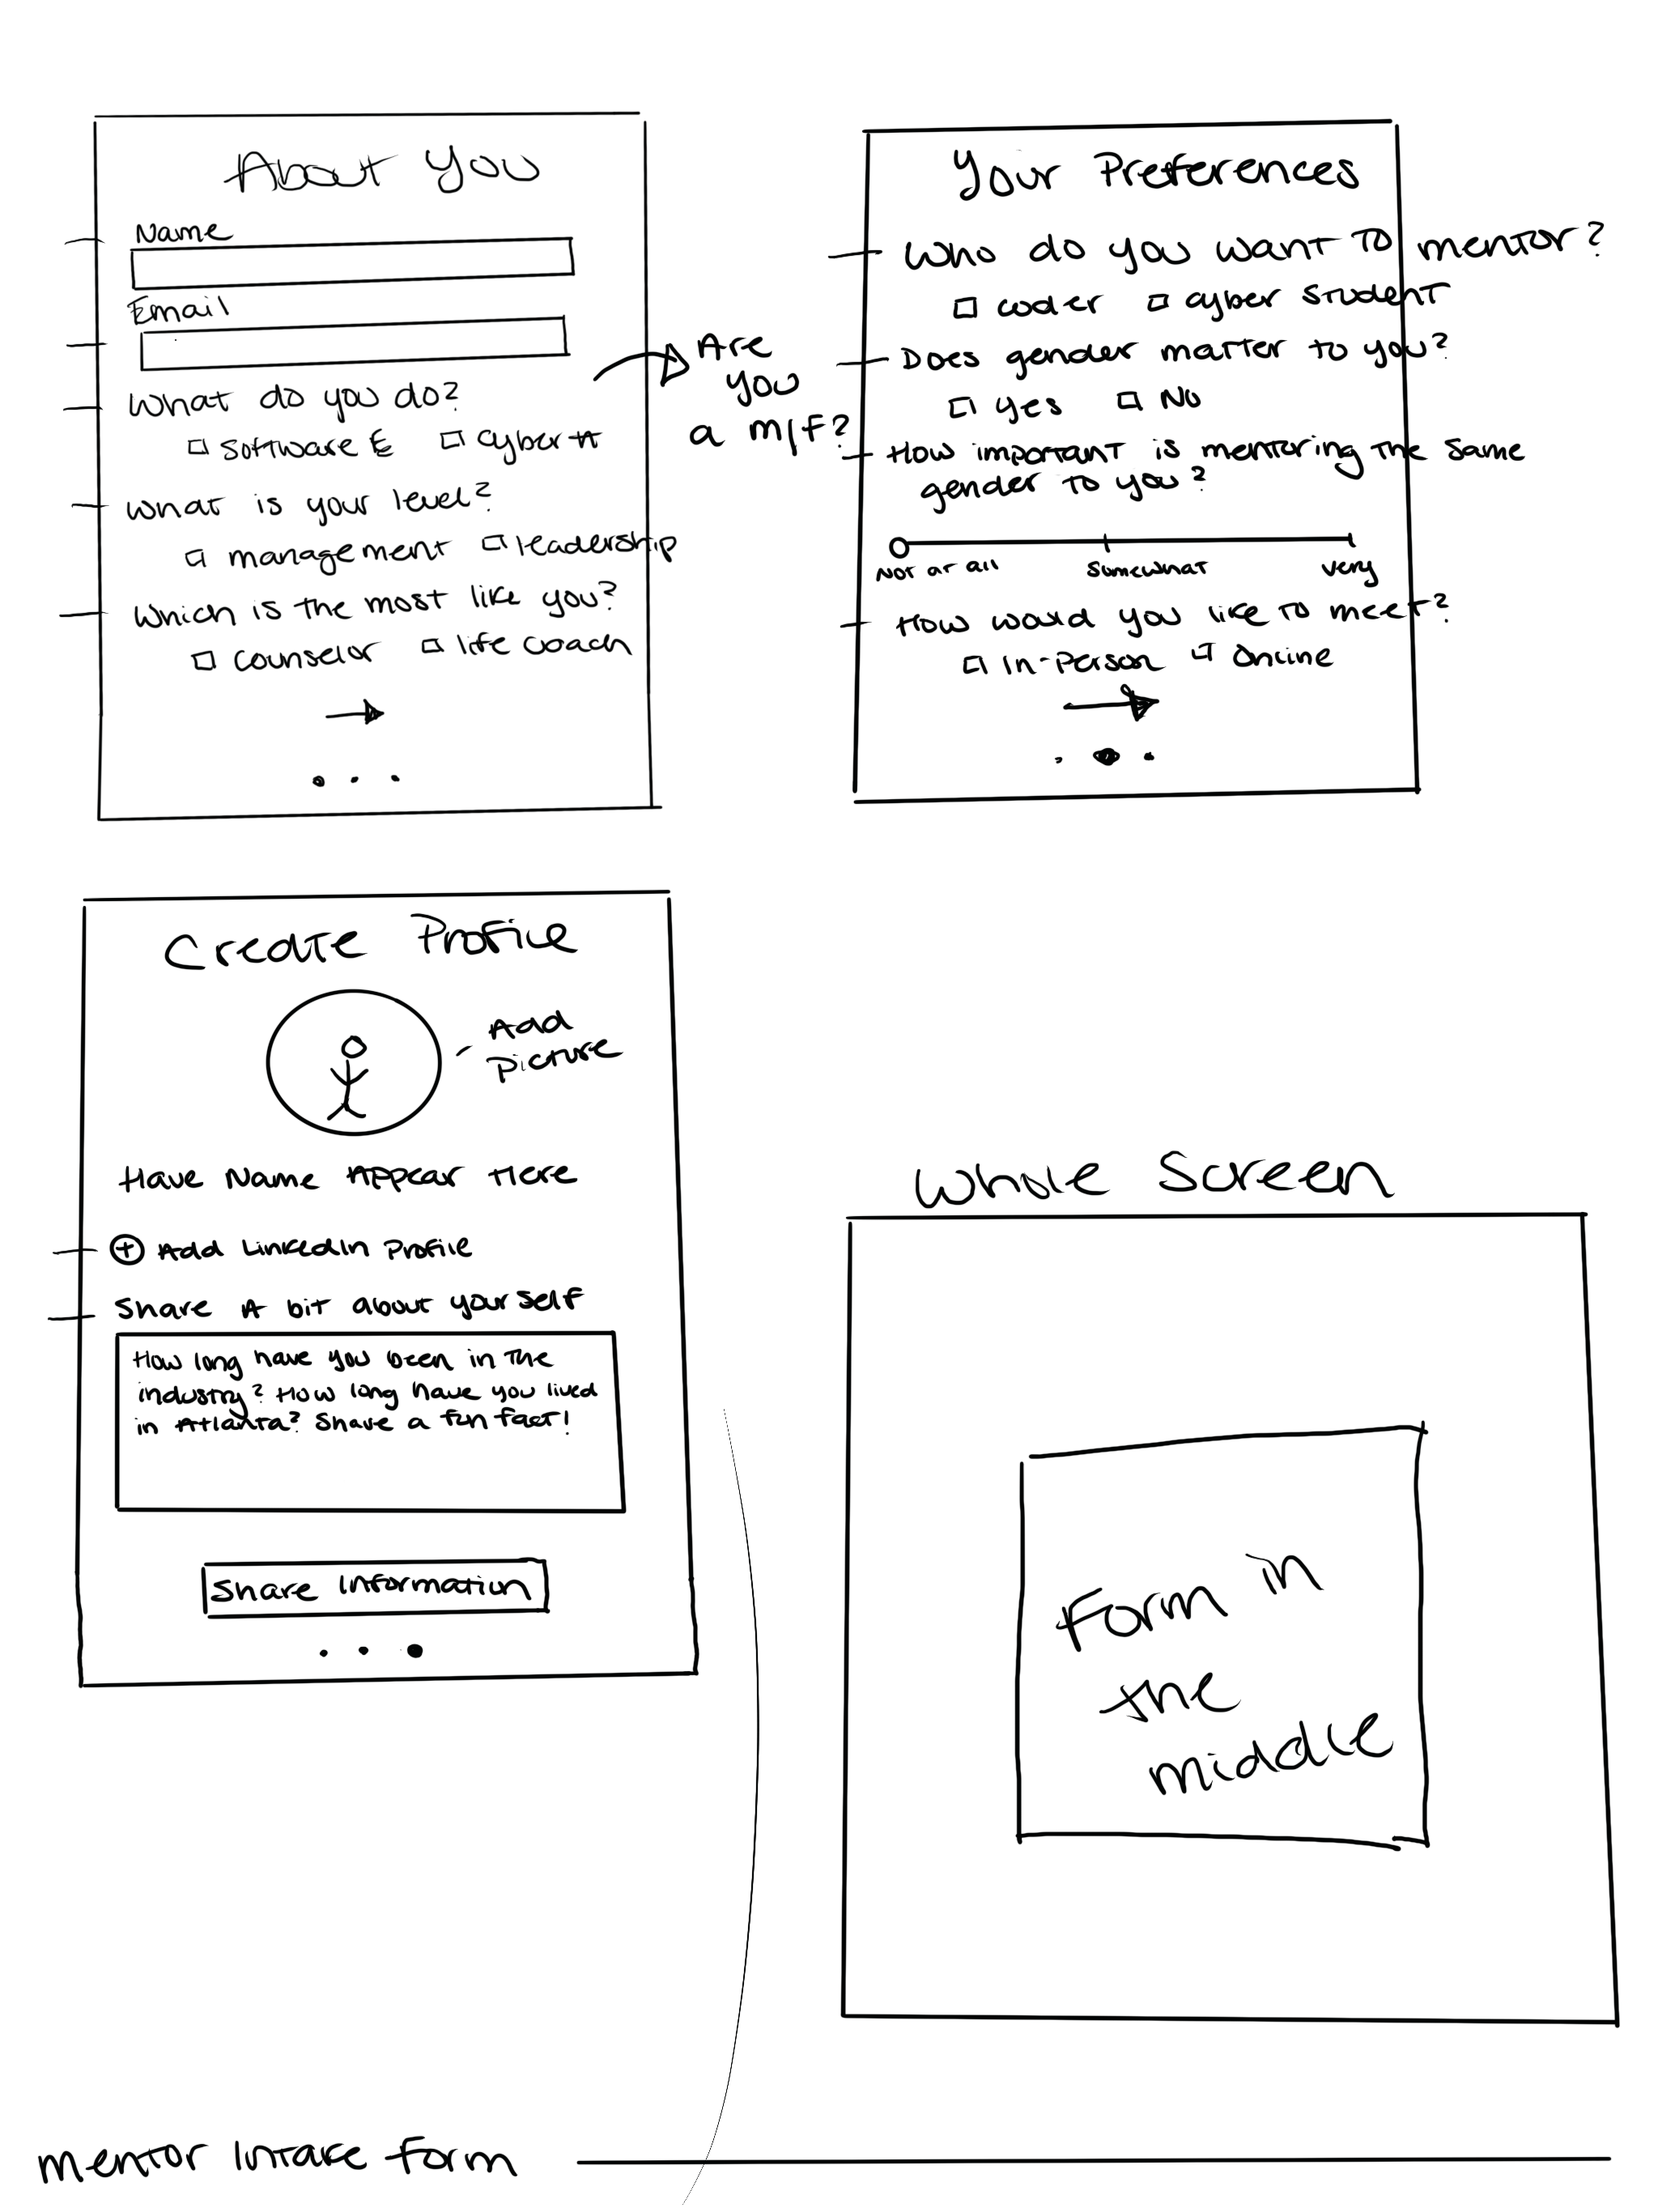 About You
Name
Email
What do you do?
Software E Cyber A
What is your level?
management leadership
Which is the most like you?
Counselor life coach
Are
you
a M/F?
Your Preferences
Who do you want to mentor?
coder cyber student
Does gender matter to you?
Yes No
How important is mentoring the same
gender to you?
Not at all Somewhat very
How would you like to meet?
In-Person Online
Create Profile
Add
picture
Have Name Appear Here
+ Add LinkedIn Profile
Share A bit about yourself
How long have you been in the
industry? How long have you lived
in Atlanta? Share a fun fact!
Share Information
Whole Screen
Form in
the
middle
Mentor Intake Form